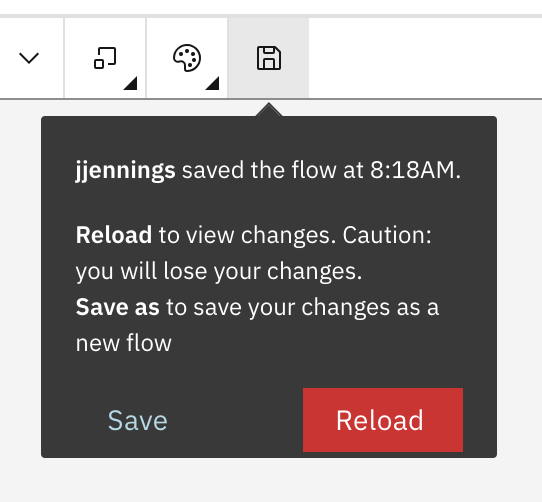 jjennings saved the flow at 8:18AM.
Reload to view changes. Caution:
you will lose your changes.
Save as to save your changes as a
new flow
Save
Reload